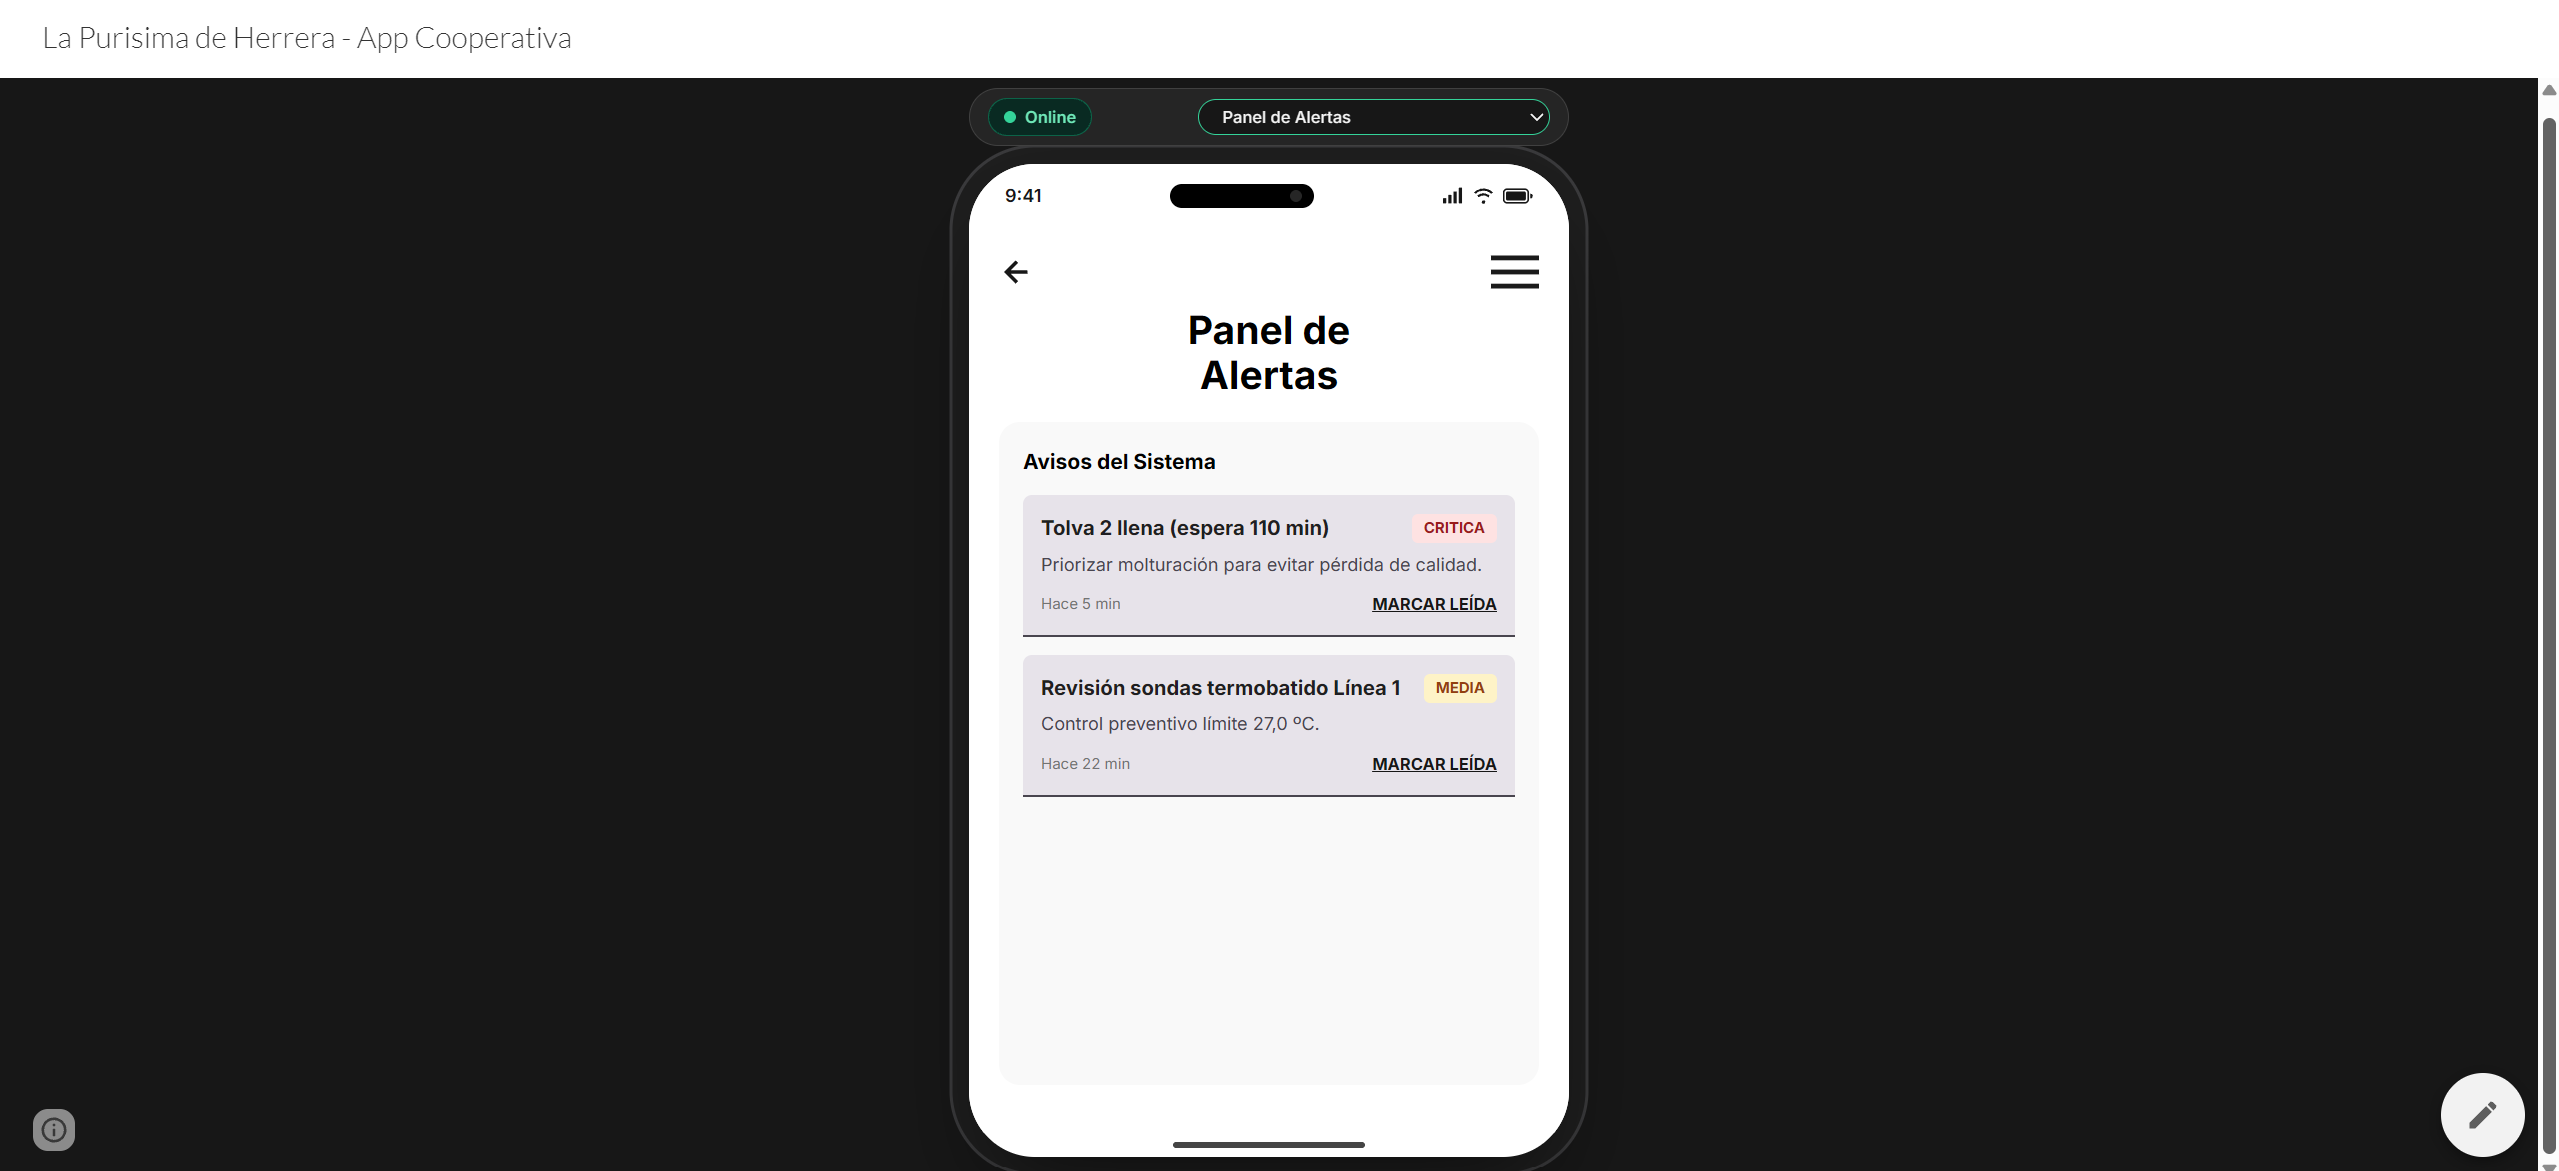 La Purisima de Herrera - App Cooperativa
Online
Panel de Alertas
9:41
Panel de
Alertas
Avisos del Sistema
Tolva 2 llena (espera 110 min)
CRITICA
Priorizar molturación para evitar pérdida de calidad.
Hace 5 min
MARCAR LEÍDA
Revisión sondas termobatido Línea 1
MEDIA
Control preventivo límite 27,0 ºC.
Hace 22 min
MARCAR LEÍDA